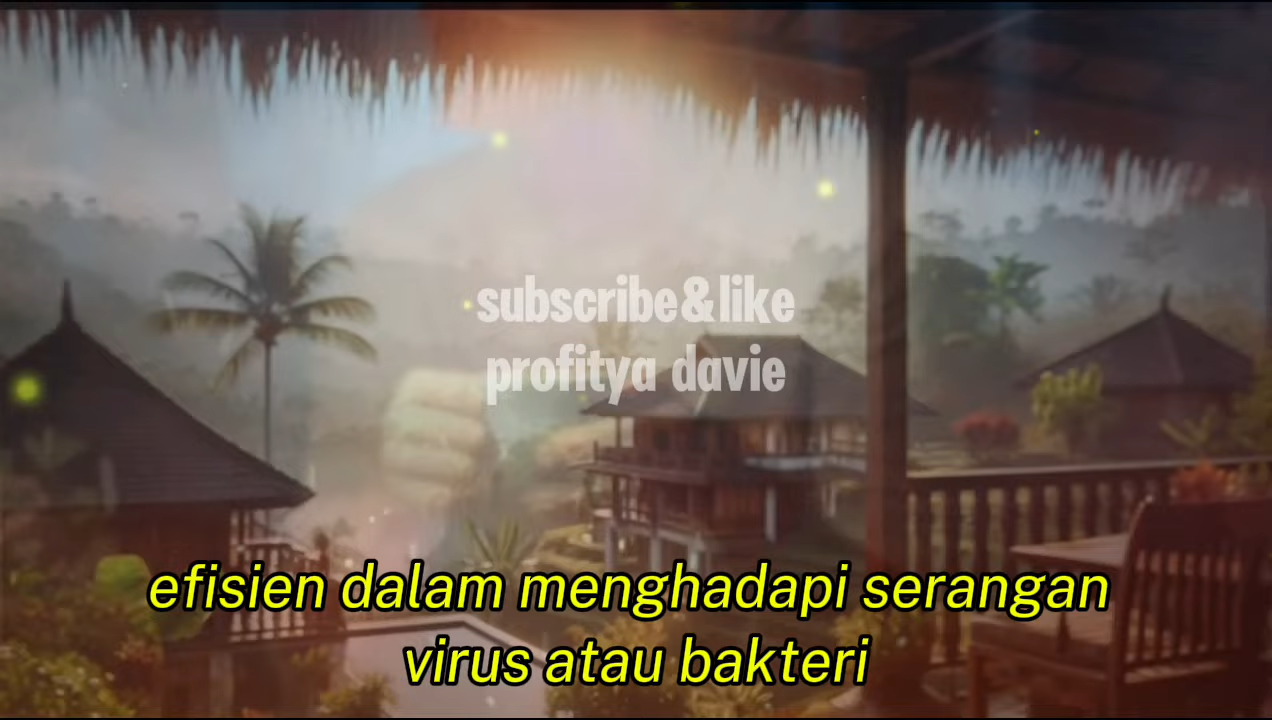 subscribe&like
profitya davie
efisien dalam menghadapi serangan
virus atau bakteri